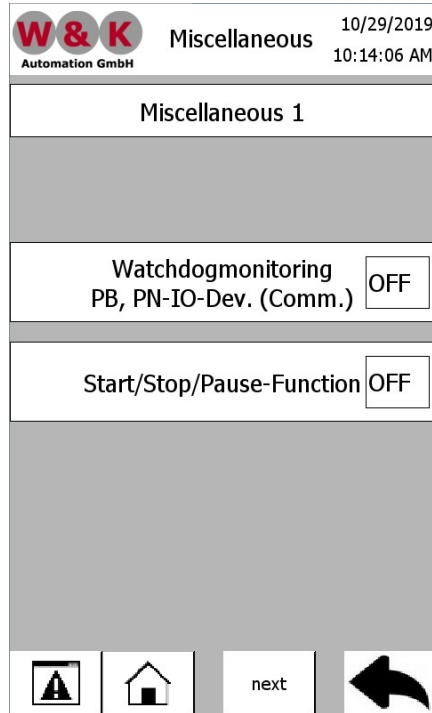 W & K
Automation GmbH
Miscellaneous
10/29/2019
10:14:06 AM
Miscellaneous 1
Watchdogmonitoring
PB, PN-IO-Dev. (Comm.)
OFF
Start/Stop/Pause-Function
OFF
next